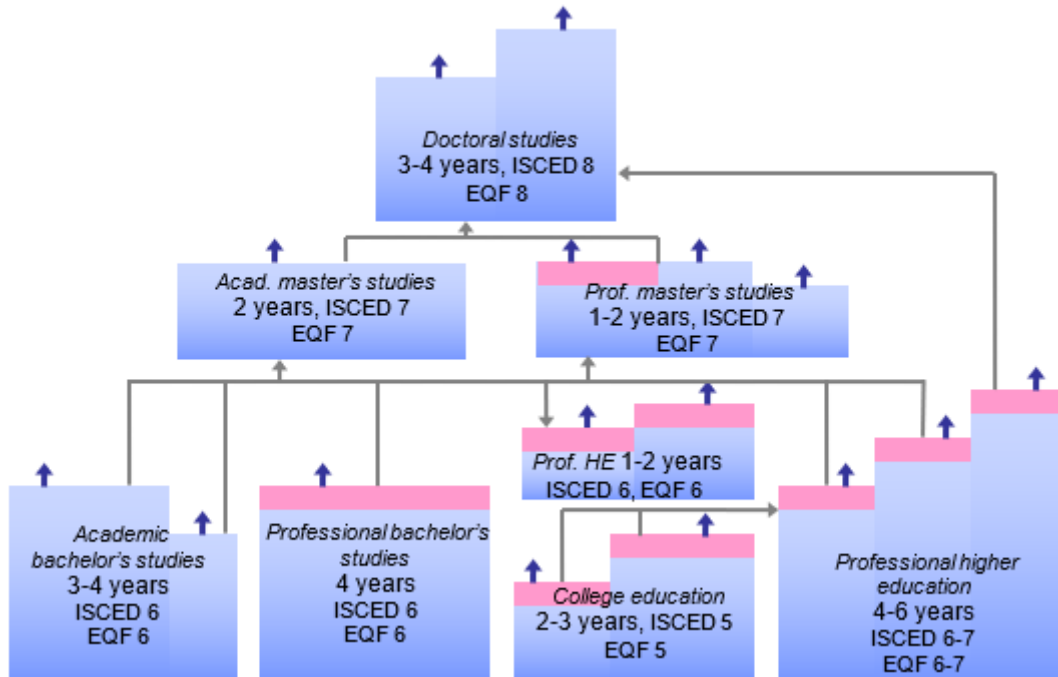 Doctoral studies
3-4 years, ISCED 8
EQF 8
Acad. master's studies
2 years, ISCED 7
EQF 7
Prof. master's studies
1-2 years, ISCED 7
EQF 7
Prof. HE 1-2 years
ISCED 6, EQF 6
Academic
bachelor's studies
3-4 years
ISCED 6
EQF 6
Professional bachelor's
studies
4 years
ISCED 6
EQF 6
College education
2-3 years, ISCED 5
EQF 5
Professional higher
education
4-6 years
ISCED 6-7
EQF 6-7